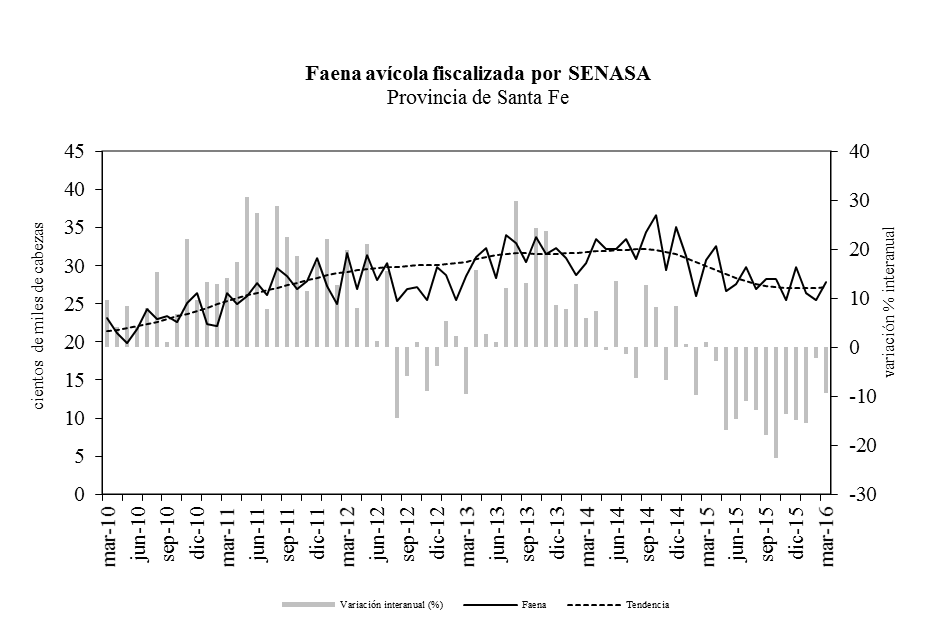 Faena avícola fiscalizada por SENASA
Provincia de Santa Fe
cientos de miles de cabezas
45
40
35
30
25
20
15
10
5
0
40
30
20
10
0
-10
-20
-30
variación % interanual
mar-10
jun-10
sep-10
dic-10
mar-11
jun-11
sep-11
dic-11
mar-12
jun-12
sep-12
dic-12
mar-13
jun-13
sep-13
dic-13
mar-14
jun-14
sep-14
dic-14
mar-15
jun-15
sep-15
dic-15
mar-16
Variación interanual (%) Faena Tendencia